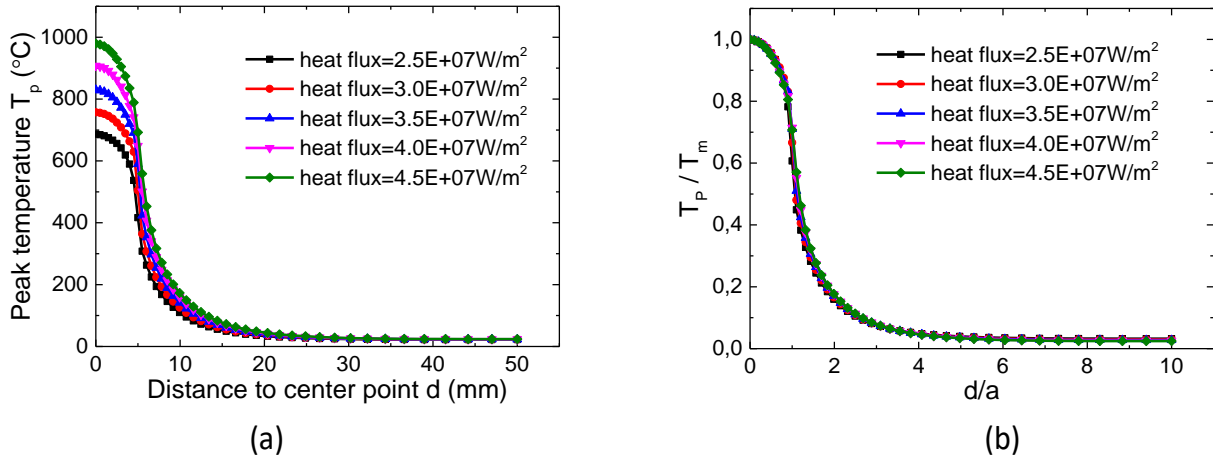 Peak temperature Tp (°C)
1000
800
600
400
200
0
heat flux=2.5E+07W/m²
heat flux=3.0E+07W/m²
heat flux=3.5E+07W/m²
heat flux=4.0E+07W/m²
heat flux=4.5E+07W/m²
0 10 20 30 40 50
Distance to center point d (mm)
(a)
TP / Tm
1,0
0,8
0,6
0,4
0,2
0,0
heat flux=2.5E+07W/m²
heat flux=3.0E+07W/m²
heat flux=3.5E+07W/m²
heat flux=4.0E+07W/m²
heat flux=4.5E+07W/m²
0 2 4 6 8 10
d/a
(b)